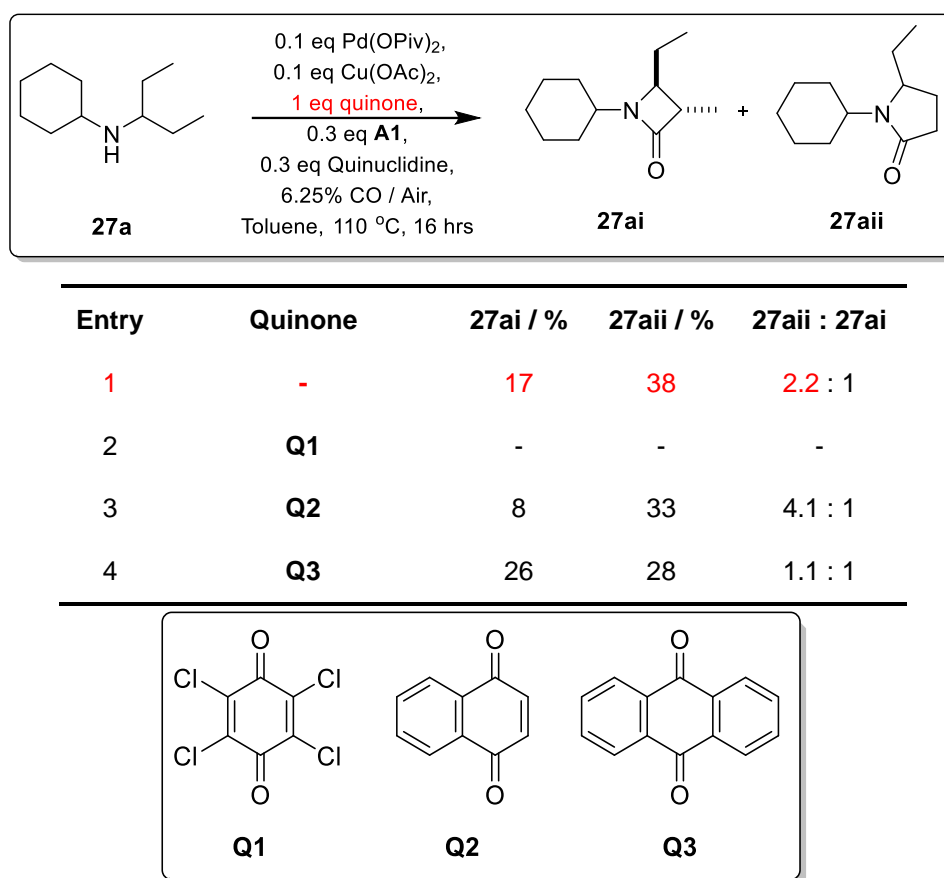 0.1 eq Pd(OPiv)2,
0.1 eq Cu(OAc)2,
1 eq quinone,
0.3 eq A1,
0.3 eq Quinuclidine,
6.25% CO / Air,
Toluene, 110 oC, 16 hrs
N
H
27a
N
O
27ai
+
N
O
27aii
Entry Quinone 27ai / % 27aii / % 27aii : 27ai
1 - 17 38 2.2 : 1
2 Q1 - - -
3 Q2 8 33 4.1 : 1
4 Q3 26 28 1.1 : 1
O
Cl Cl
Cl Cl
O
Q1
O
O
Q2
O
O
Q3